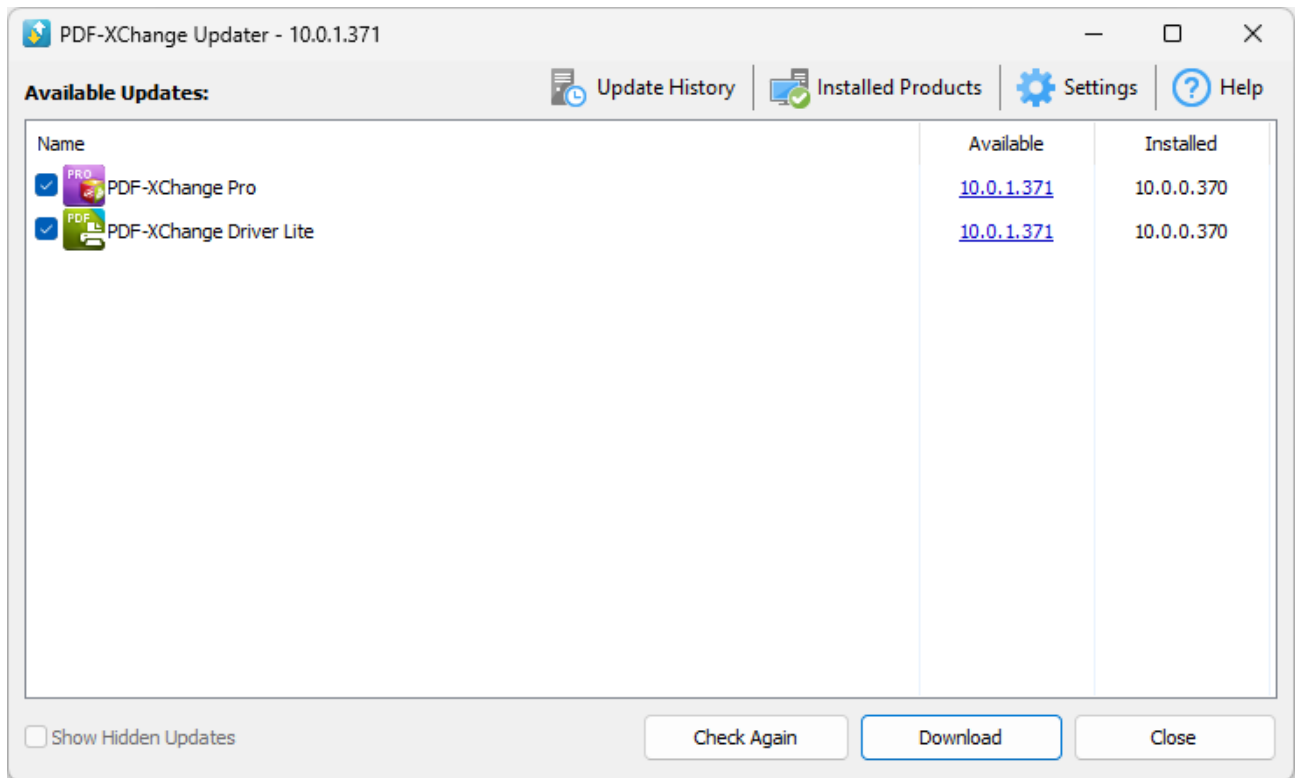 PDF-XChange Updater - 10.0.1.371
Available Updates: Update History Installed Products Settings ? Help
Name Available Installed
PRO PDF-XChange Pro 10.0.1.371 10.0.0.370
PDF PDF-XChange Driver Lite 10.0.1.371 10.0.0.370
Show Hidden Updates Check Again Download Close